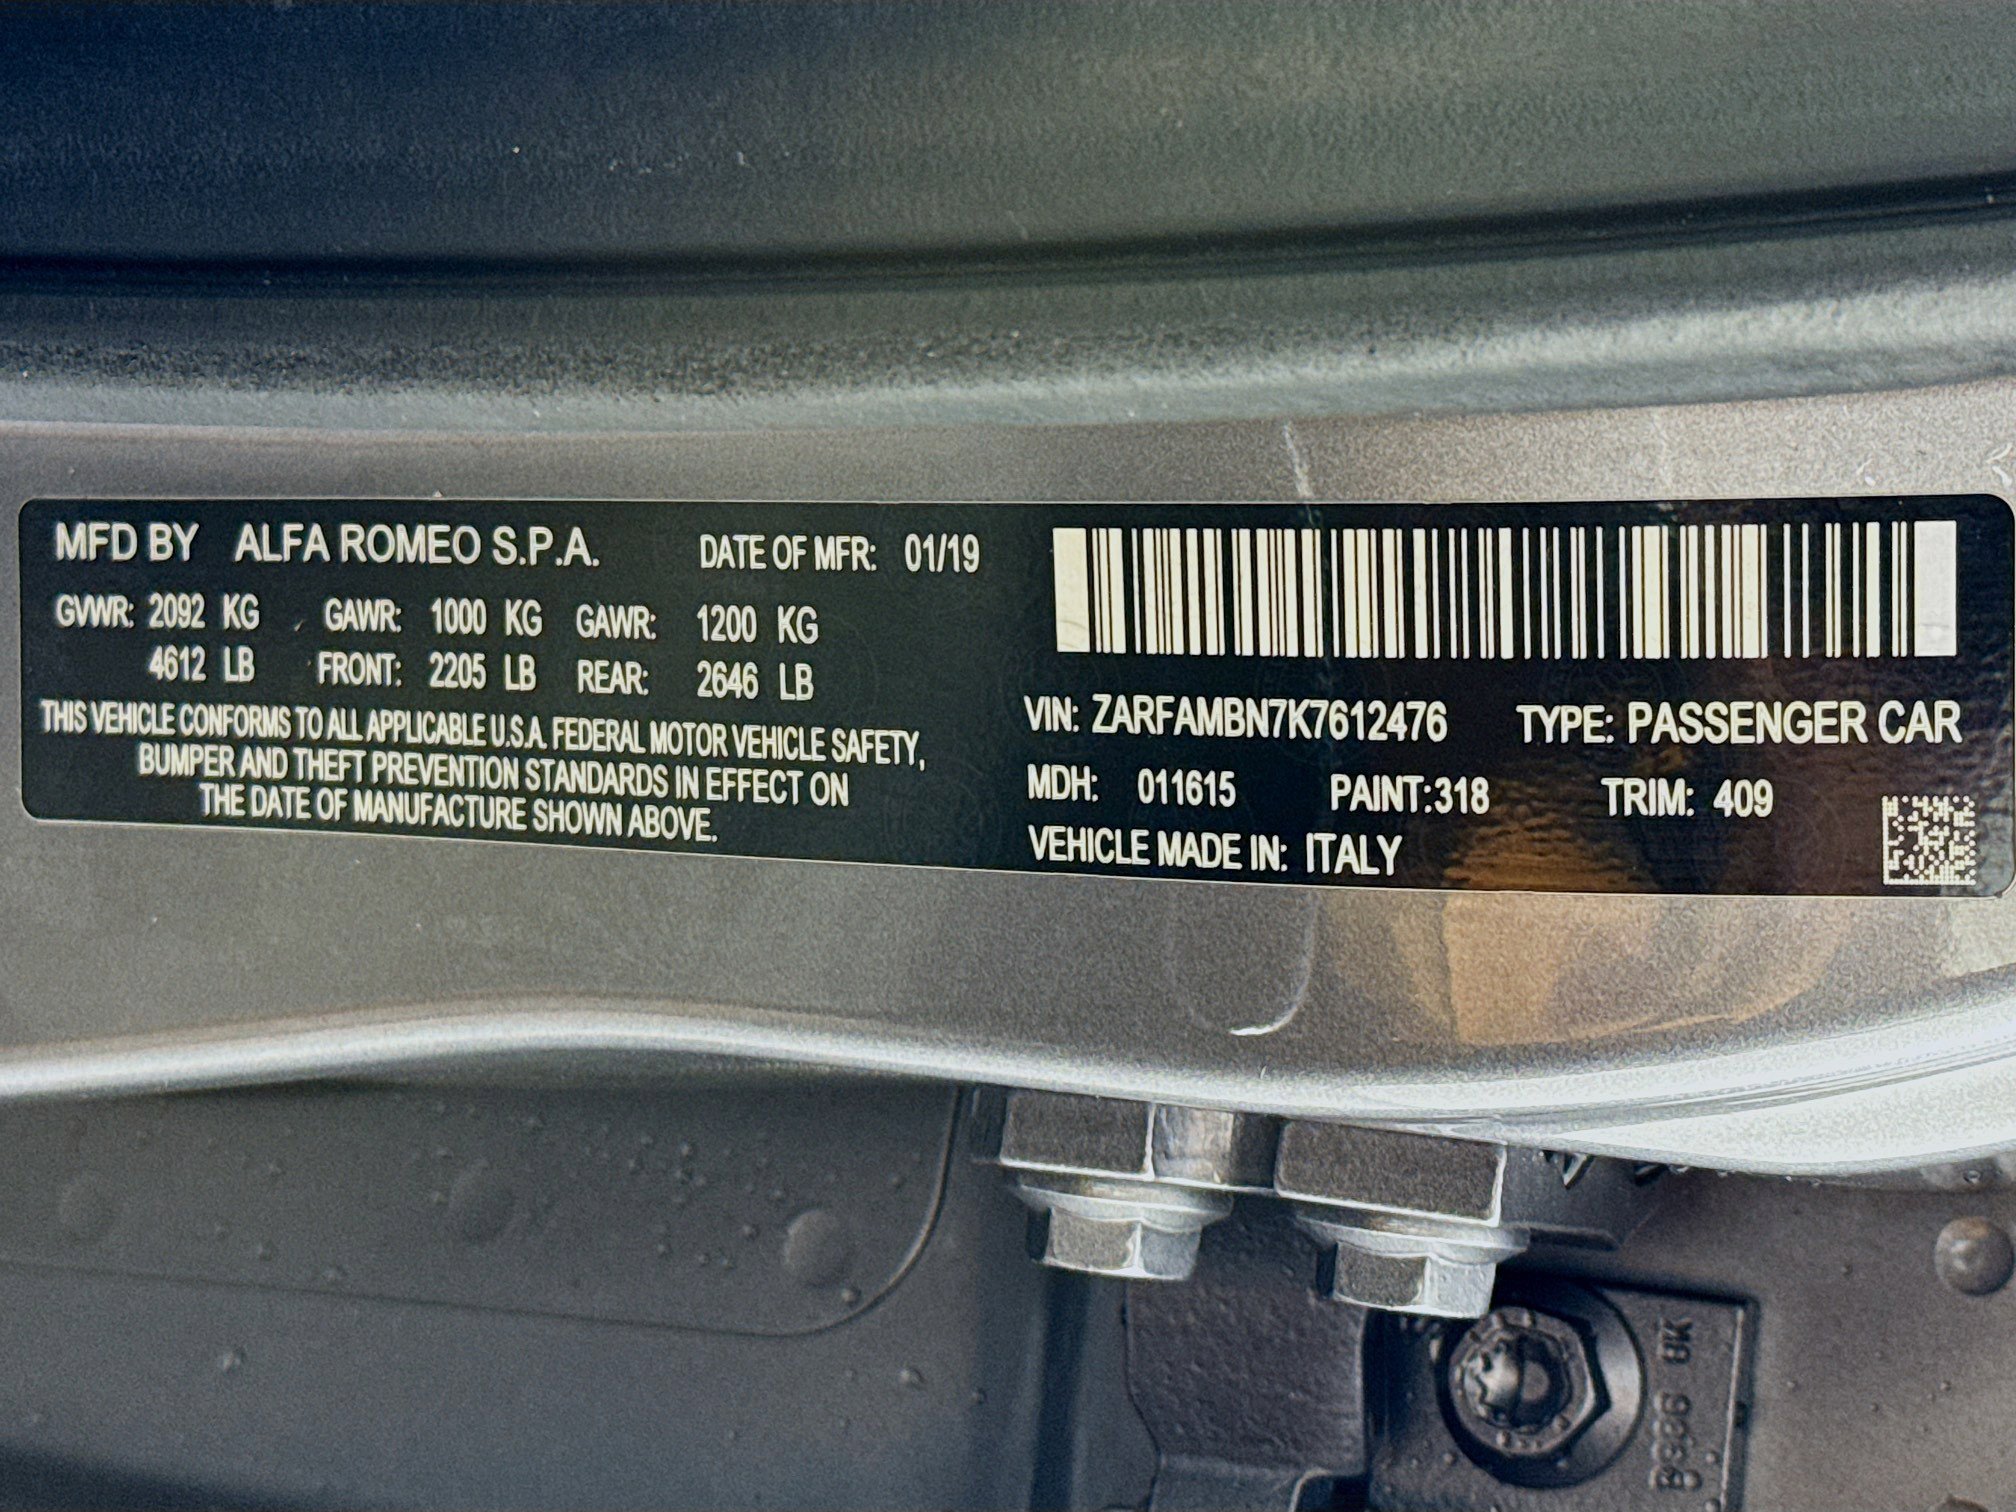 MFD BY ALFA ROMEO S.P.A. DATE OF MFR: 01/19
GVWR: 2092 KG GAWR: 1000 KG GAWR: 1200 KG
4612 LB FRONT: 2205 LB REAR: 2646 LB
THIS VEHICLE CONFORMS TO ALL APPLICABLE U.S.A. FEDERAL MOTOR VEHICLE SAFETY,
BUMPER AND THEFT PREVENTION STANDARDS IN EFFECT ON
THE DATE OF MANUFACTURE SHOWN ABOVE.
VIN: ZARFAMBN7K7612476 TYPE: PASSENGER CAR
MDH: 011615 PAINT:318 TRIM: 409
VEHICLE MADE IN: ITALY